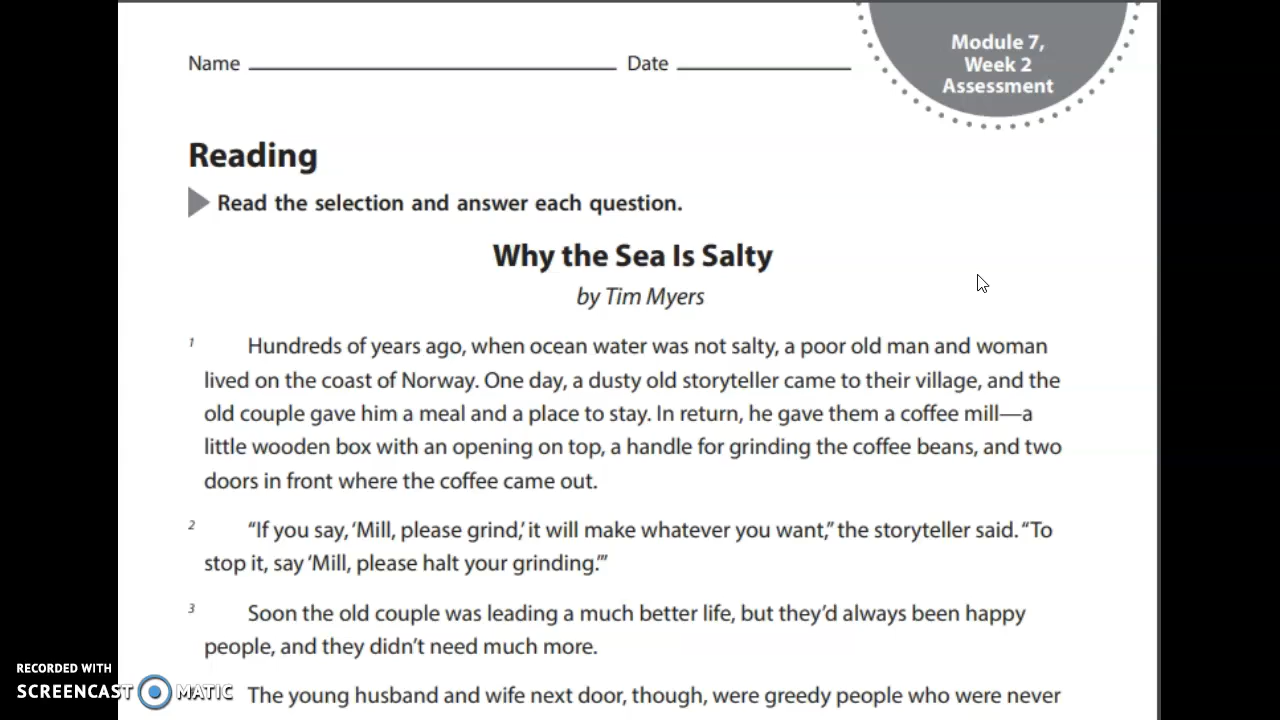 Name Date
Module 7,
Week 2
Assessment
Reading
Read the selection and answer each question.
Why the Sea Is Salty
by Tim Myers
1 Hundreds of years ago, when ocean water was not salty, a poor old man and woman
lived on the coast of Norway. One day, a dusty old storyteller came to their village, and the
old couple gave him a meal and a place to stay. In return, he gave them a coffee mill—a
little wooden box with an opening on top, a handle for grinding the coffee beans, and two
doors in front where the coffee came out.
2 “If you say, ‘Mill, please grind,’ it will make whatever you want,” the storyteller said. “To
stop it, say ‘Mill, please halt your grinding.’”
3 Soon the old couple was leading a much better life, but they’d always been happy
people, and they didn’t need much more.
The young husband and wife next door, though, were greedy people who were never
RECORDED WITH
SCREENCAST MATIC